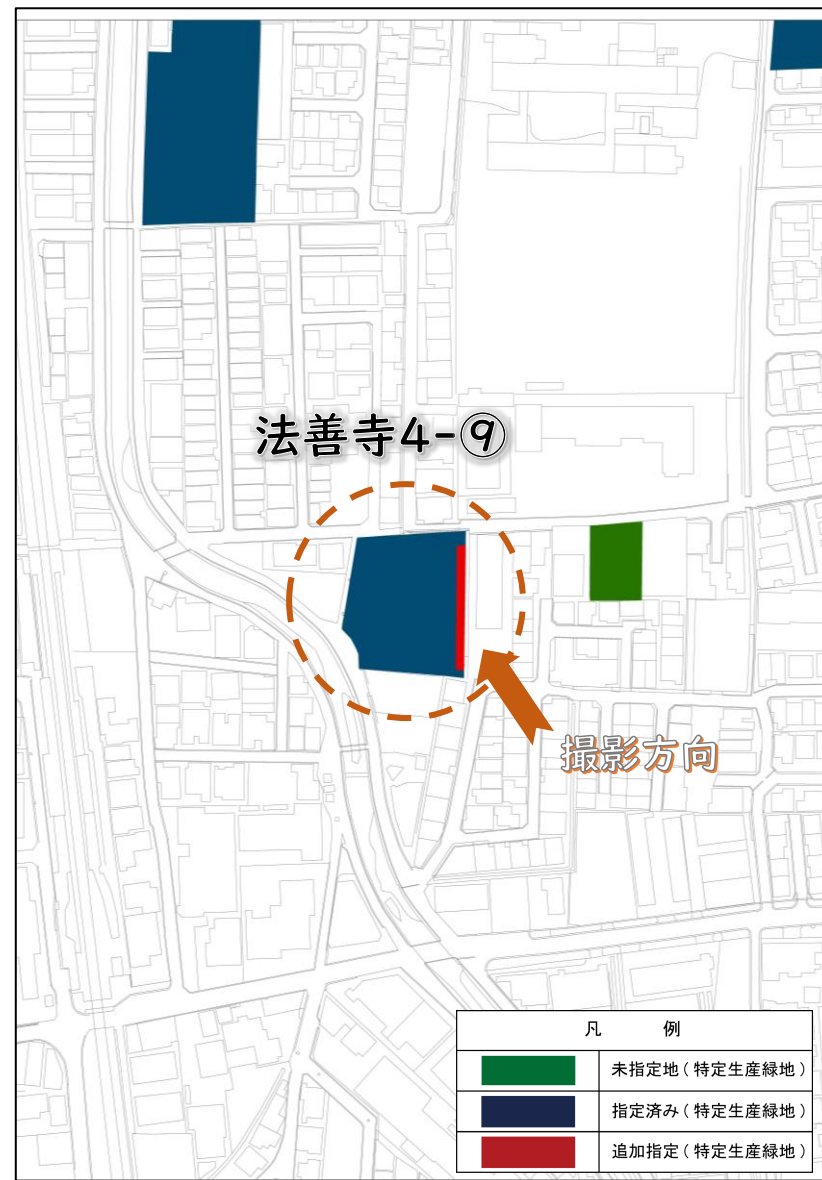 法善寺4-⑨
撮影方向
凡 例
未指定地(特定生産緑地)
指定済み(特定生産緑地)
追加指定(特定生産緑地)